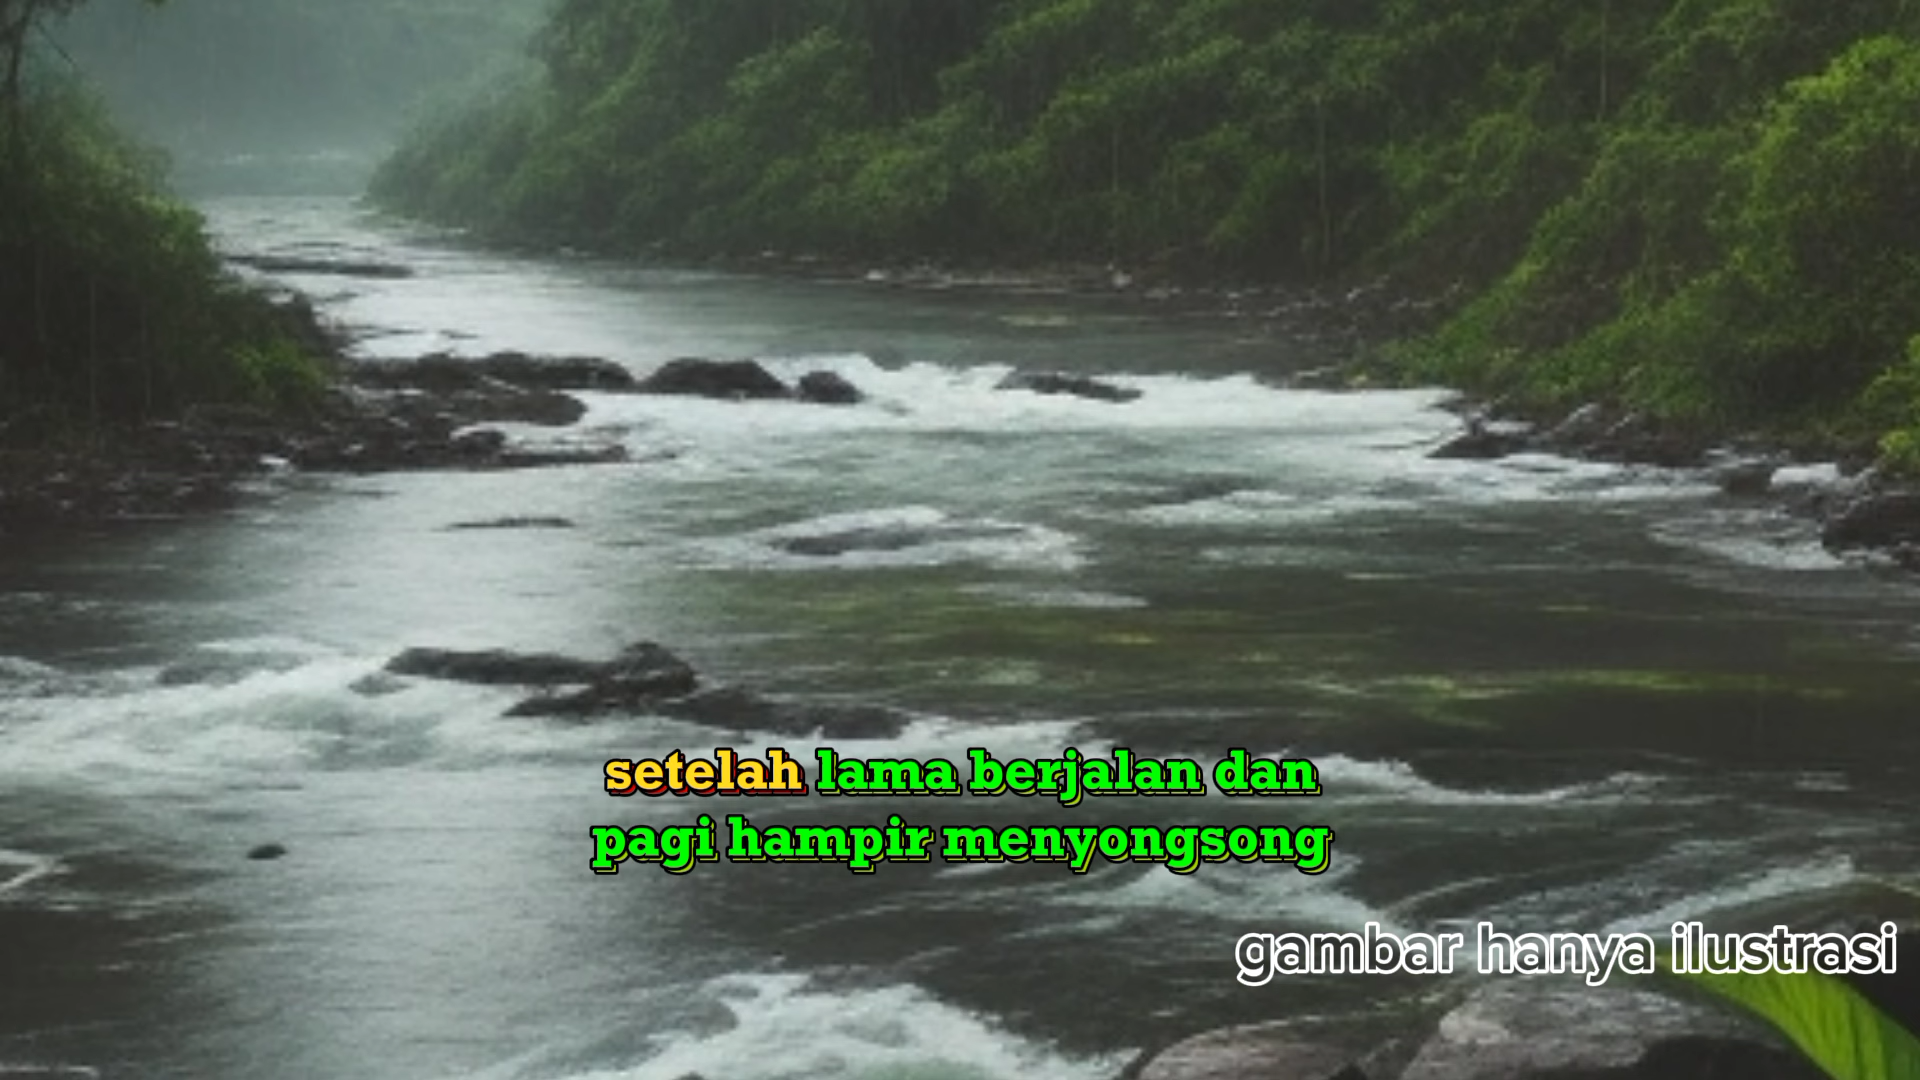 setelah lama berjalan dan
pagi hampir menyongsong
gambar hanya ilustrasi